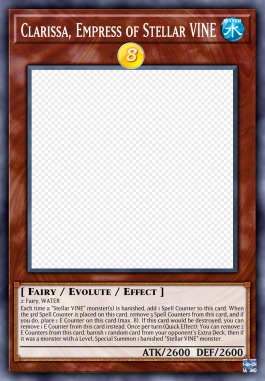 CLARISSA, EMPRESS OF STELLAR VINE
WATER
水
8
[ FAIRY / EVOLUTE / EFFECT ]
2 Fairy, WATER
Each time a "Stellar VINE" monster(s) is banished, add 1 Spell Counter to this card. When
the 3rd Spell Counter is placed on this card, remove 3 Spell Counters from this card, and if
you do, place 1 E Counter on this card (max. 8). If this card would be destroyed, you can
remove 1 E Counter from this card instead. Once per turn (Quick Effect): You can remove
2 E Counters from this card; banish 1 random card from your opponent's Extra Deck, then if
it was a monster with a Level, Special Summon 1 banished "Stellar VINE" monster.
ATK/2600 DEF/2600